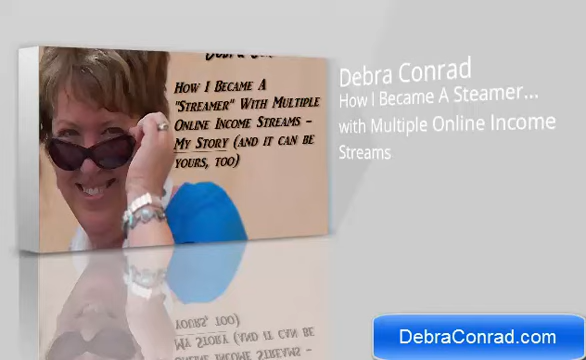 How I Became A
"Streamer" With Multiple
Online Income Streams –
My Story (and it can be
yours, too)
Debra Conrad
How I Became A Steamer...
with Multiple Online Income
Streams
DebraConrad.com